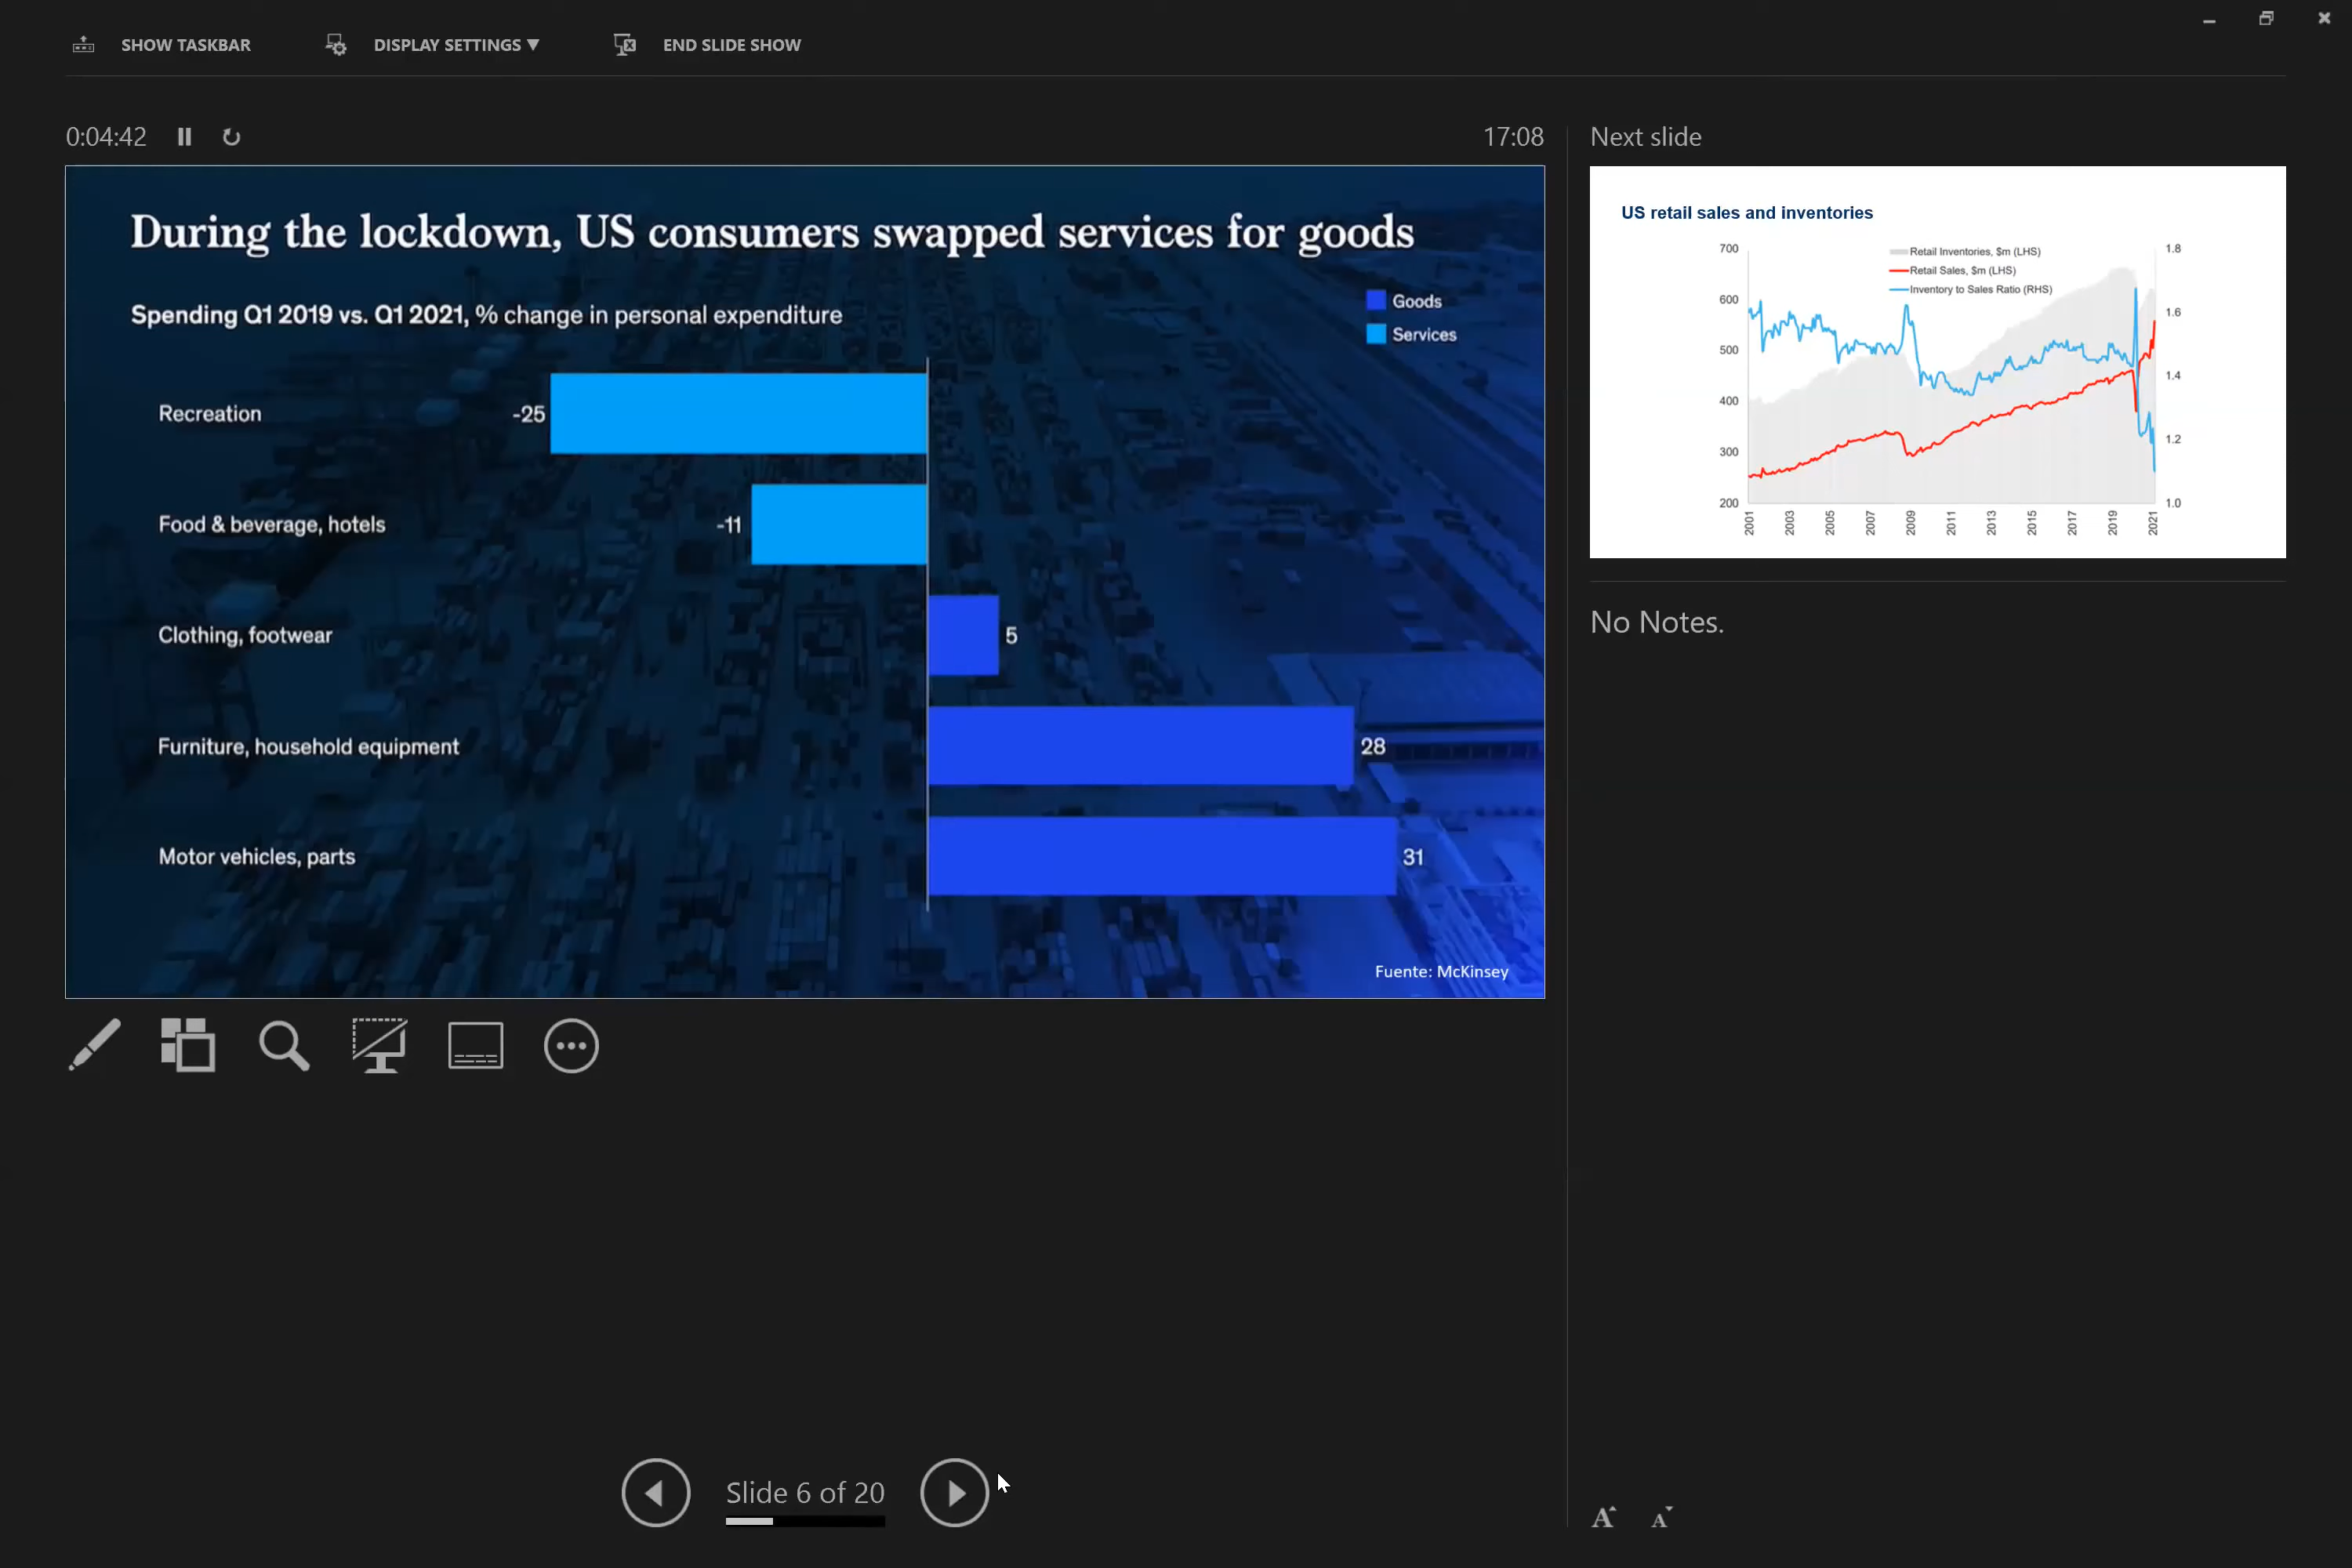 SHOW TASKBAR
DISPLAY SETTINGS ▼
END SLIDE SHOW
0:04:42
17:08
During the lockdown, US consumers swapped services for goods
Spending Q1 2019 vs. Q1 2021, % change in personal expenditure
Goods
Services
Recreation
-25
Food & beverage, hotels
-11
Clothing, footwear
5
Furniture, household equipment
28
Motor vehicles, parts
31
Fuente: McKinsey
Slide 6 of 20
Next slide
US retail sales and inventories
Retail Inventories, $m (LHS)
Retail Sales, $m (LHS)
Inventory to Sales Ratio (RHS)
700
600
500
400
300
200
1.8
1.6
1.4
1.2
1.0
2001
2003
2005
2007
2009
2011
2013
2015
2017
2019
2021
No Notes.
A
A